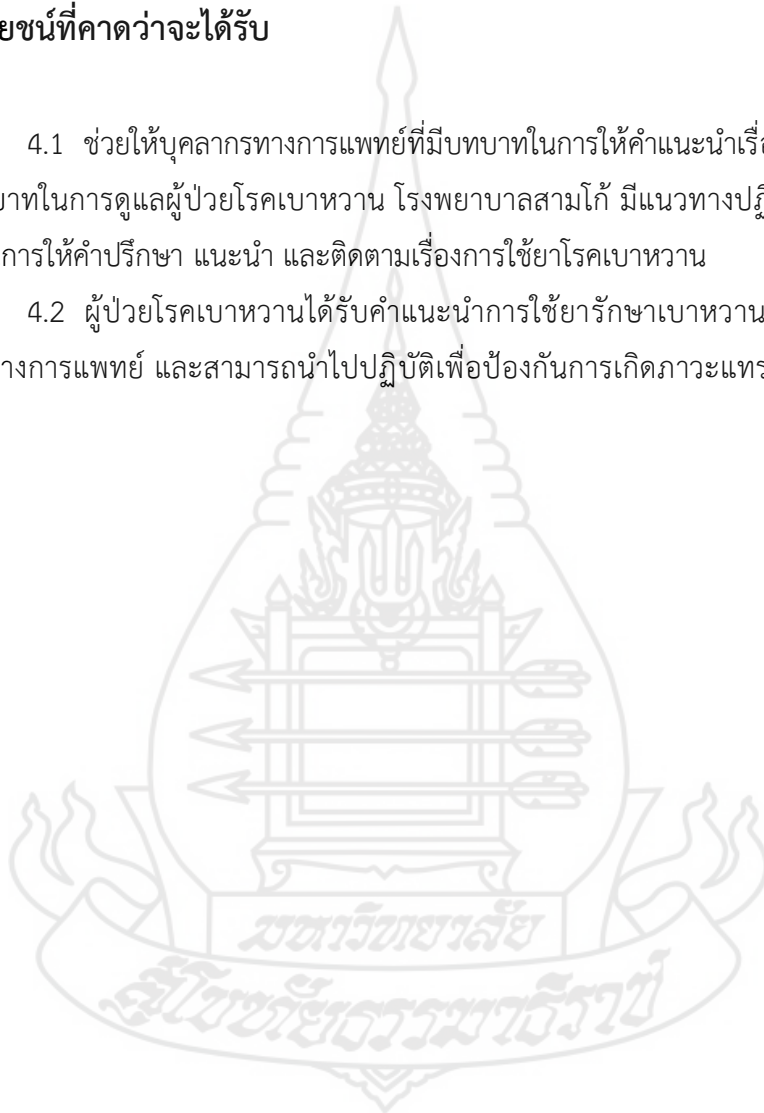 ยชน์ที่คาดว่าจะได้รับ
4.1 ช่วยให้บุคลากรทางการแพทย์ที่มีบทบาทในการให้คำแนะนำเรื่อ
บาทในการดูแลผู้ป่วยโรคเบาหวาน โรงพยาบาลสามโก้ มีแนวทางปฏิ
การให้คำปรึกษา แนะนำ และติดตามเรื่องการใช้ยาโรคเบาหวาน
4.2 ผู้ป่วยโรคเบาหวานได้รับคำแนะนำการใช้ยารักษาเบาหวาน
างการแพทย์ และสามารถนำไปปฏิบัติเพื่อป้องกันการเกิดภาวะแทร
มหาวิทยาลัย
สุโขทัยธรรมาธิราช